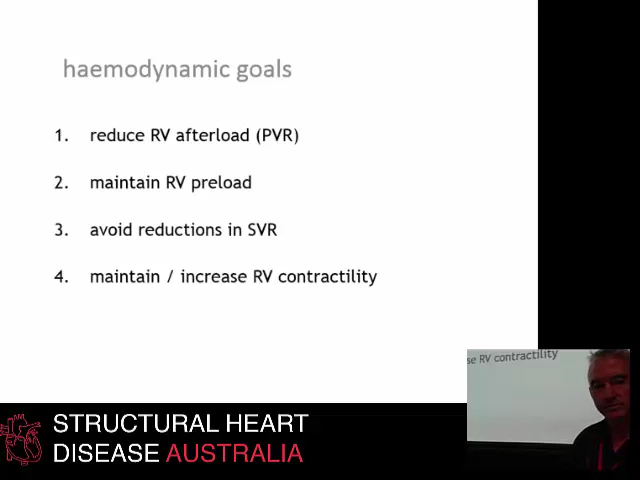 haemodynamic goals
1. reduce RV afterload (PVR)
2. maintain RV preload
3. avoid reductions in SVR
4. maintain / increase RV contractility
se RV contractility
STRUCTURAL HEART
DISEASE AUSTRALIA